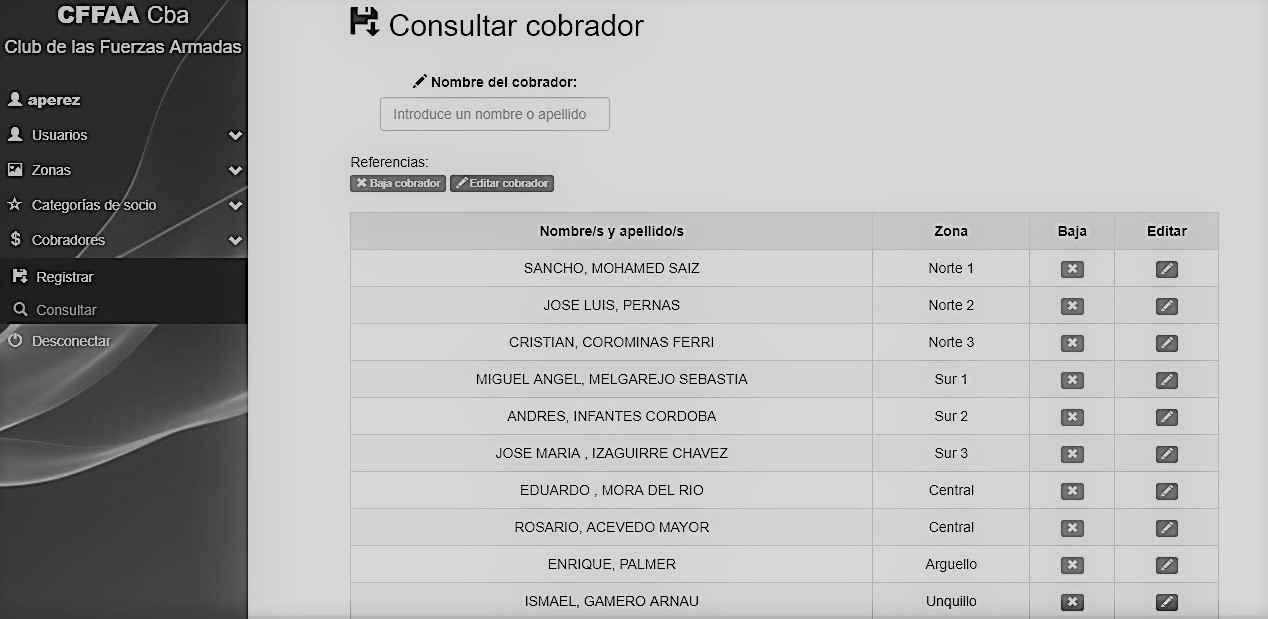 CFFAA Cba
Club de las Fuerzas Armadas
aperez
Usuarios
Zonas
Categorías de socio
Cobradores
Registrar
Consultar
Desconectar
Consultar cobrador
Nombre del cobrador:
Introduce un nombre o apellido
Referencias:
Baja cobrador Editar cobrador
Nombre/s y apellido/s Zona Baja Editar
SANCHO, MOHAMED SAIZ Norte 1
JOSE LUIS, PERNAS Norte 2
CRISTIAN, COROMINAS FERRI Norte 3
MIGUEL ANGEL, MELGAREJO SEBASTIA Sur 1
ANDRES, INFANTES CORDOBA Sur 2
JOSE MARIA , IZAGUIRRE CHAVEZ Sur 3
EDUARDO , MORA DEL RIO Central
ROSARIO, ACEVEDO MAYOR Central
ENRIQUE, PALMER Arguello
ISMAEL, GAMERO ARNAU Unquillo